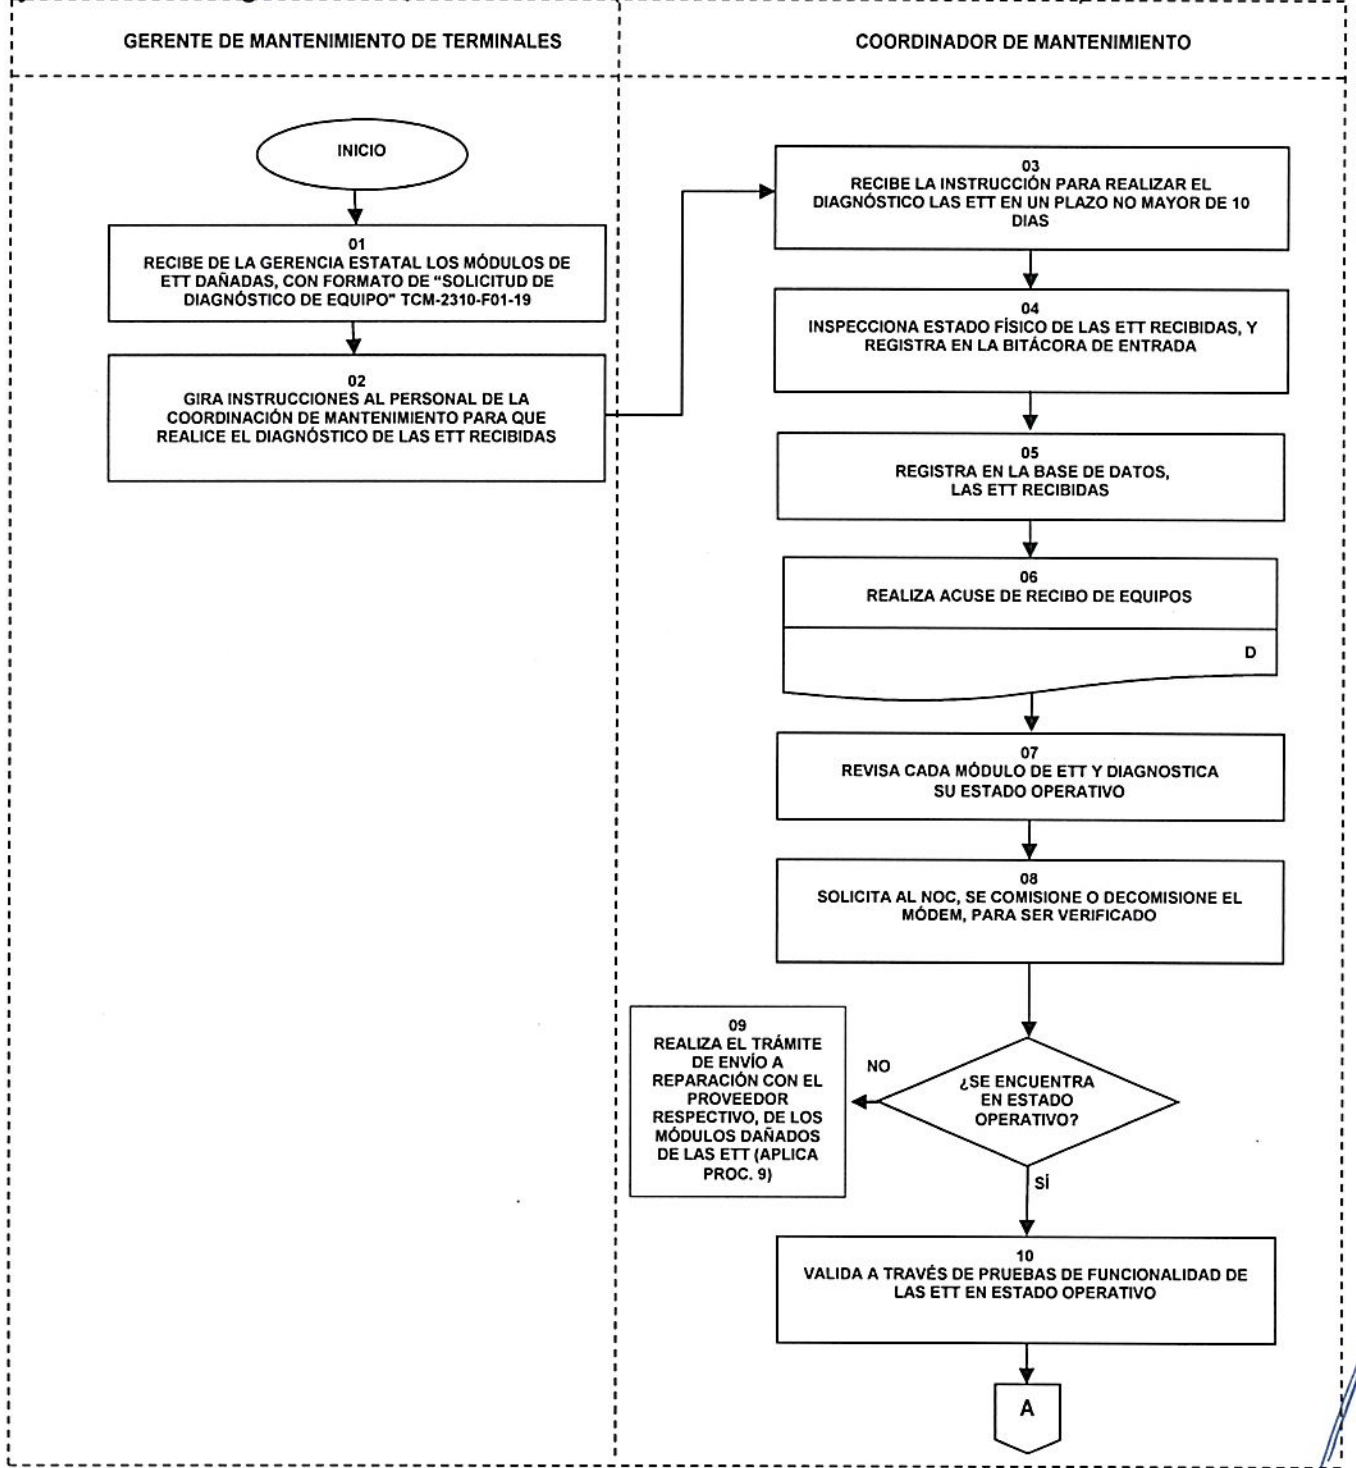 GERENTE DE MANTENIMIENTO DE TERMINALES
COORDINADOR DE MANTENIMIENTO
INICIO
01
RECIBE DE LA GERENCIA ESTATAL LOS MÓDULOS DE
ETT DAÑADAS, CON FORMATO DE “SOLICITUD DE
DIAGNÓSTICO DE EQUIPO" TCM-2310-F01-19
02
GIRA INSTRUCCIONES AL PERSONAL DE LA
COORDINACIÓN DE MANTENIMIENTO PARA QUE
REALICE EL DIAGNÓSTICO DE LAS ETT RECIBIDAS
03
RECIBE LA INSTRUCCIÓN PARA REALIZAR EL
DIAGNÓSTICO LAS ETT EN UN PLAZO NO MAYOR DE 10
DIAS
04
INSPECCIONA ESTADO FÍSICO DE LAS ETT RECIBIDAS, Y
REGISTRA EN LA BITÁCORA DE ENTRADA
05
REGISTRA EN LA BASE DE DATOS,
LAS ETT RECIBIDAS
06
REALIZA ACUSE DE RECIBO DE EQUIPOS
D
07
REVISA CADA MÓDULO DE ETT Y DIAGNOSTICA
SU ESTADO OPERATIVO
08
SOLICITA AL NOC, SE COMISIONE O DECOMISIONE EL
MÓDEM, PARA SER VERIFICADO
¿SE ENCUENTRA
EN ESTADO
OPERATIVO?
NO
09
REALIZA EL TRÁMITE
DE ENVÍO A
REPARACIÓN CON EL
PROVEEDOR
RESPECTIVO, DE LOS
MÓDULOS DAÑADOS
DE LAS ETT (APLICA
PROC. 9)
SÍ
10
VALIDA A TRAVÉS DE PRUEBAS DE FUNCIONALIDAD DE
LAS ETT EN ESTADO OPERATIVO
A